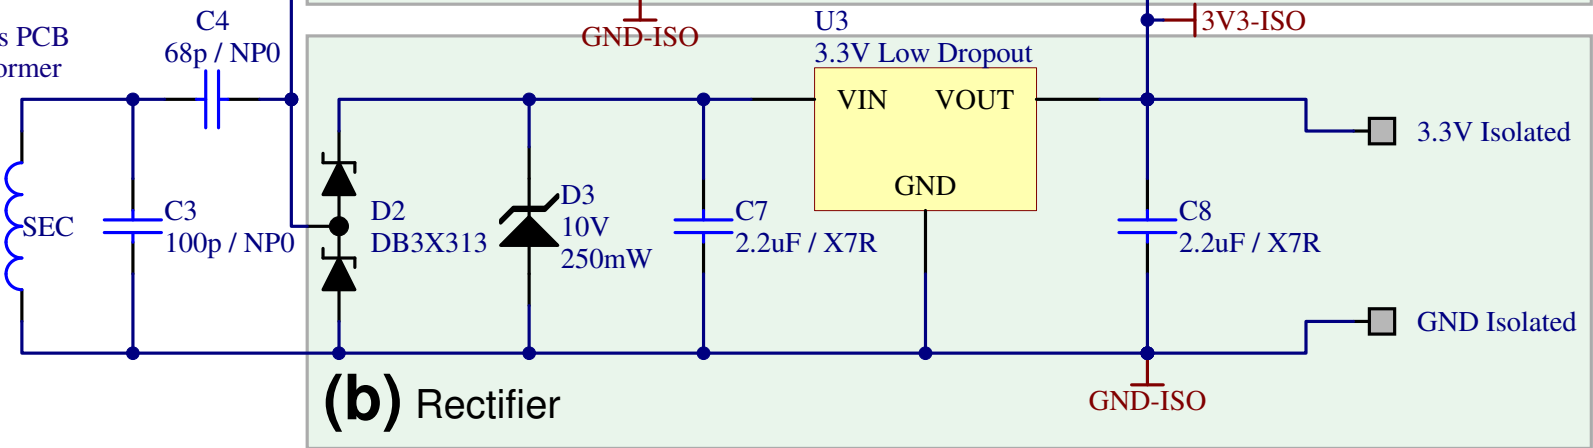 C4
68p / NP0
s PCB
ormer
GND-ISO
U3
3.3V Low Dropout
3V3-ISO
VIN
VOUT
GND
3.3V Isolated
SEC
C3
100p / NP0
D2
DB3X313
D3
10V
250mW
C7
2.2uF / X7R
C8
2.2uF / X7R
GND Isolated
GND-ISO
(b) Rectifier